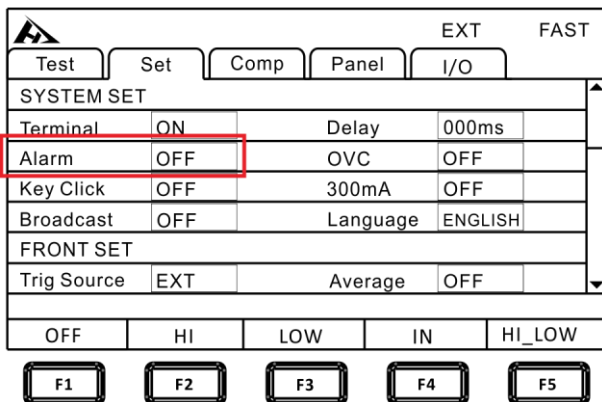 EXT FAST
Test Set Comp Panel I/O
SYSTEM SET
Terminal ON Delay 000ms
Alarm OFF OVC OFF
Key Click OFF 300mA OFF
Broadcast OFF Language ENGLISH
FRONT SET
Trig Source EXT Average OFF
OFF HI LOW IN HI_LOW
F1 F2 F3 F4 F5